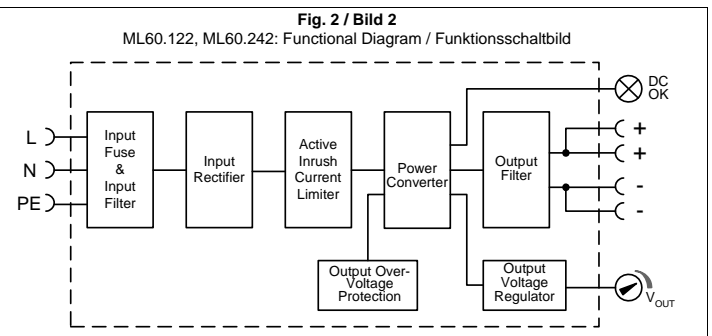 Fig. 2 / Bild 2
ML60.122, ML60.242: Functional Diagram / Funktionsschaltbild
DC
OK
L
N
PE
Input
Fuse
&
Input
Filter
Input
Rectifier
Active
Inrush
Current
Limiter
Power
Converter
Output
Filter
+
+
-
-
Output Over-
Voltage
Protection
Output
Voltage
Regulator
VOUT